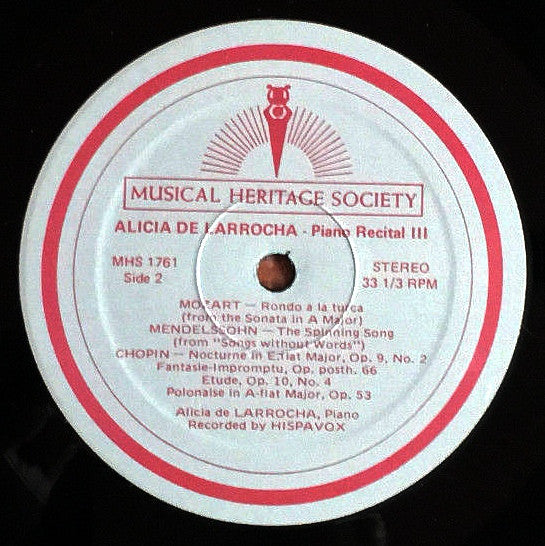 MUSICAL HERITAGE SOCIETY
ALICIA DE LARROCHA - Piano Recital III
MHS 1761
Side 2
STEREO
33 1/3 RPM
MOZART — Rondo a la turca
(from the Sonata in A Major)
MENDELSSOHN — The Spinning Song
(from "Songs without Words")
CHOPIN — Nocturne in E-flat Major, Op. 9, No. 2
Fantasie-Impromptu, Op. posth. 66
Etude, Op. 10, No. 4
Polonaise in A-flat Major, Op. 53
Alicia de LARROCHA, Piano
Recorded by HISPAVOX